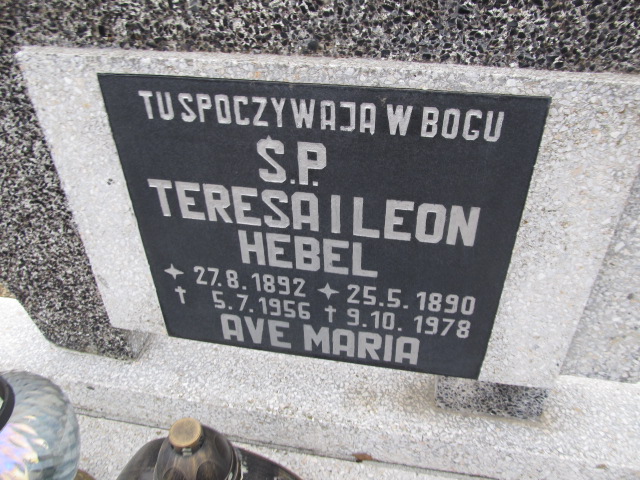 TU SPOCZYWAJĄ W BOGU
Ś.P.
TERESA I LEON
HEBEL
✦ 27.8.1892 ✦ 25.5.1890
† 5.7.1956 † 9.10.1978
AVE MARIA